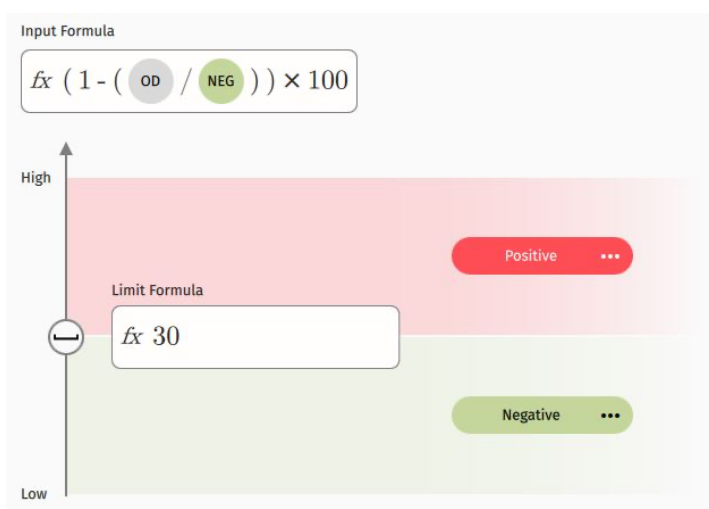 Input Formula
fx ( 1 - ( OD / NEG ) ) × 100
High
Positive •••
Limit Formula
fx 30
Negative •••
Low